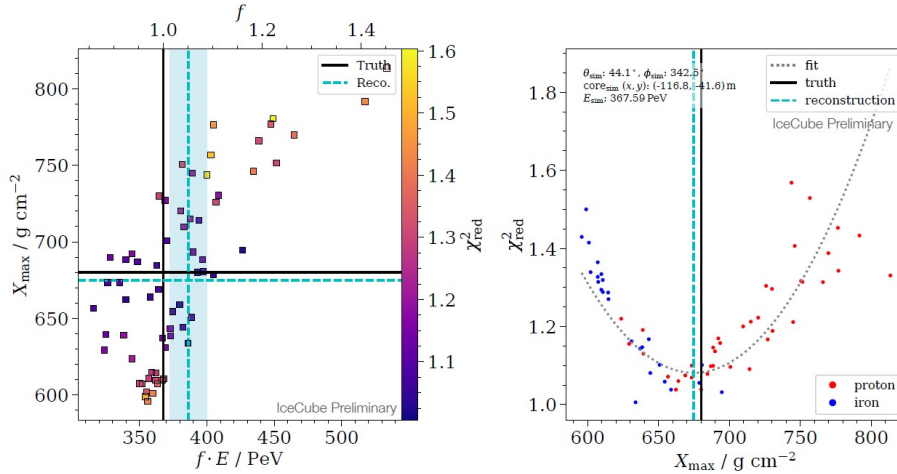 f
1.0 1.2 1.4
Truth
Reco.
800
750
700
650
600
X_max / g cm⁻²
350 400 450 500
f · E / PeV
IceCube Preliminary
1.6
1.5
1.4
1.3
1.2
1.1
χ²_red
θ_sim: 44.1°, ϕ_sim: 342.5°
core_sim (x, y): (-116.8, -41.6) m
E_sim: 367.59 PeV
fit
truth
reconstruction
IceCube Preliminary
1.8
1.6
1.4
1.2
1.0
χ²_red
proton
iron
600 650 700 750 800
X_max / g cm⁻²